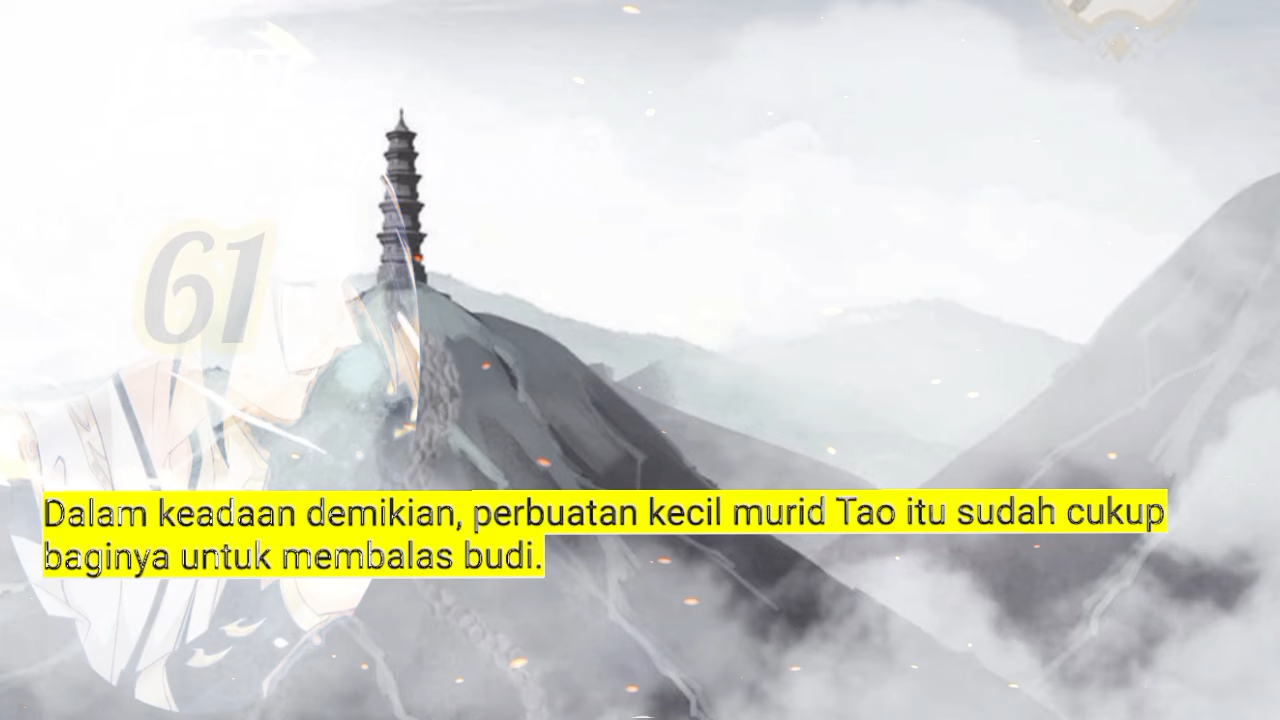 61
Dalam keadaan demikian, perbuatan kecil murid Tao itu sudah cukup
baginya untuk membalas budi.